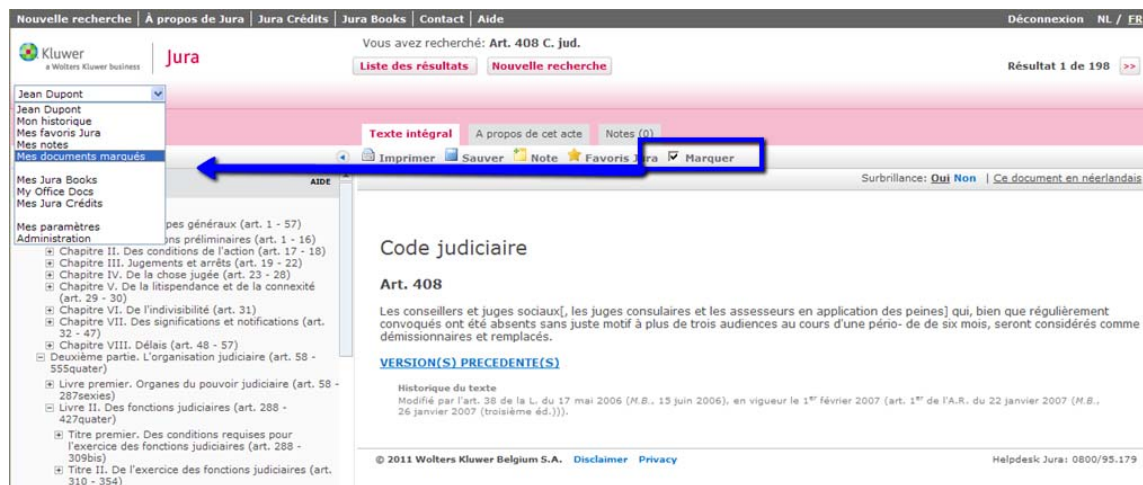 Nouvelle recherche | À propos de Jura | Jura Crédits | Jura Books | Contact | Aide
Déconnexion NL / FR
Kluwer
a Wolters Kluwer business
Jura
Vous avez recherché: Art. 408 C. jud.
Liste des résultats Nouvelle recherche
Résultat 1 de 198 >>
Jean Dupont
Jean Dupont
Mon historique
Mes favoris Jura
Mes notes
Mes documents marqués
Mes Jura Books
My Office Docs
Mes Jura Crédits
Mes paramètres
Administration
Texte intégral A propos de cet acte Notes (0)
Imprimer Sauver Note Favoris Jura Marquer
AIDE
Surbrillance: Oui Non | Ce document en néerlandais
pes généraux (art. 1 - 57)
ns préliminaires (art. 1 - 16)
Chapitre II. Des conditions de l'action (art. 17 - 18)
Chapitre III. Jugements et arrêts (art. 19 - 22)
Chapitre IV. De la chose jugée (art. 23 - 28)
Chapitre V. De la litispendance et de la connexité
(art. 29 - 30)
Chapitre VI. De l'indivisibilité (art. 31)
Chapitre VII. Des significations et notifications (art.
32 - 47)
Chapitre VIII. Délais (art. 48 - 57)
Deuxième partie. L'organisation judiciaire (art. 58 -
555quater)
Livre premier. Organes du pouvoir judiciaire (art. 58 -
287sexies)
Livre II. Des fonctions judiciaires (art. 288 -
427quater)
Titre premier. Des conditions requises pour
l'exercice des fonctions judiciaires (art. 288 -
309bis)
Titre II. De l'exercice des fonctions judiciaires (art.
310 - 354)
Code judiciaire
Art. 408
Les conseillers et juges sociaux[, les juges consulaires et les assesseurs en application des peines] qui, bien que régulièrement
convoqués ont été absents sans juste motif à plus de trois audiences au cours d'une pério- de de six mois, seront considérés comme
démissionnaires et remplacés.
VERSION(S) PRECEDENTE(S)
Historique du texte
Modifié par l'art. 38 de la L. du 17 mai 2006 (M.B., 15 juin 2006), en vigueur le 1er février 2007 (art. 1er de l'A.R. du 22 janvier 2007 (M.B.,
26 janvier 2007 (troisième éd.))).
© 2011 Wolters Kluwer Belgium S.A. Disclaimer Privacy
Helpdesk Jura: 0800/95.179